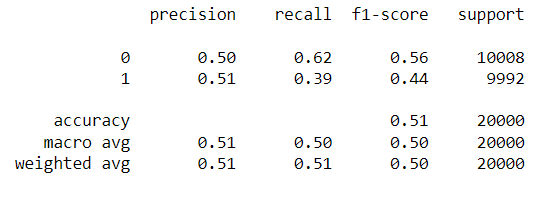 precision recall f1-score support
0 0.50 0.62 0.56 10008
1 0.51 0.39 0.44 9992
accuracy 0.51 20000
macro avg 0.51 0.50 0.50 20000
weighted avg 0.51 0.51 0.50 20000